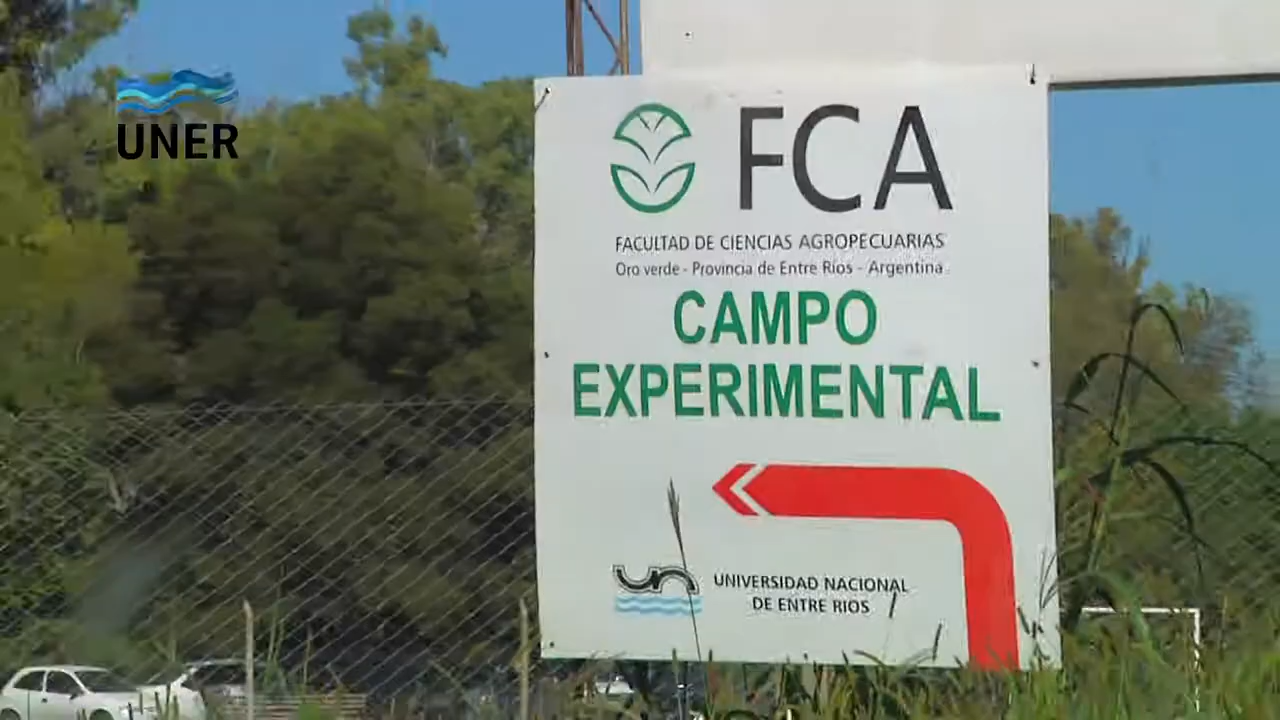 UNER
FCA
FACULTAD DE CIENCIAS AGROPECUARIAS
Oro verde - Provincia de Entre Ríos - Argentina
CAMPO
EXPERIMENTAL
un
UNIVERSIDAD NACIONAL
DE ENTRE RIOS